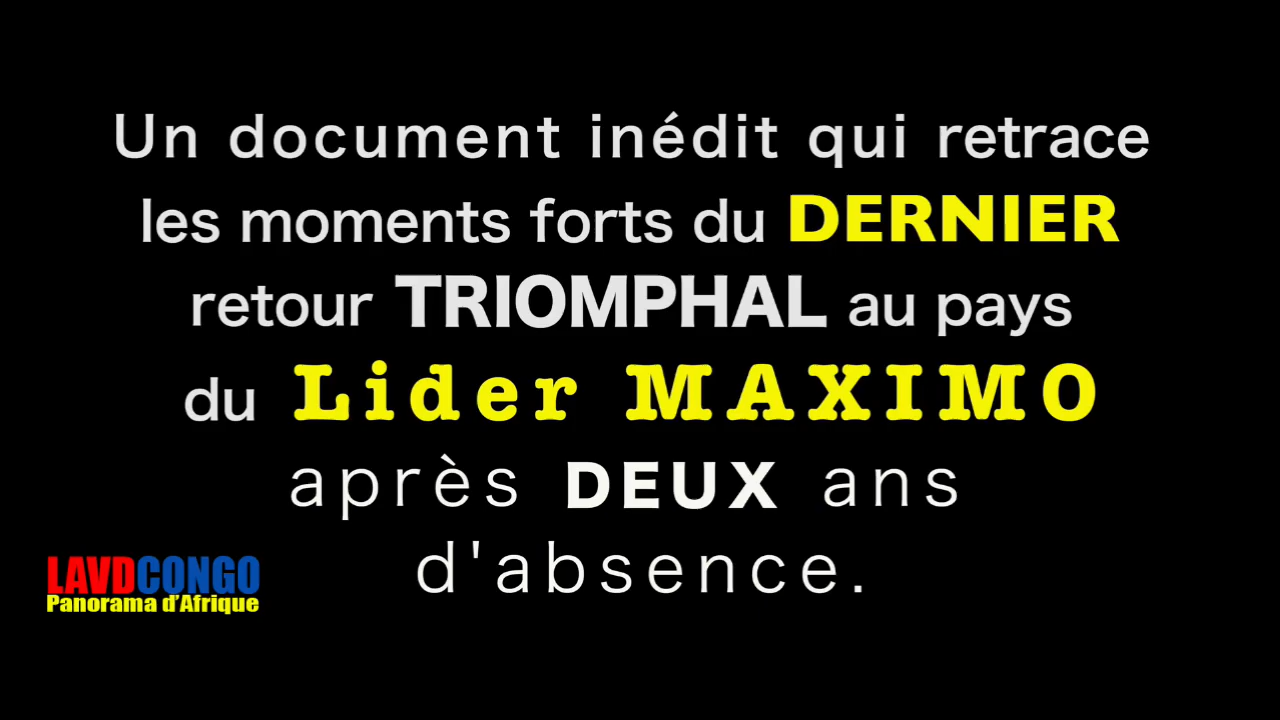 Un document inédit qui retrace
les moments forts du DERNIER
retour TRIOMPHAL au pays
du Lider MAXIMO
après DEUX ans
d'absence.
LAVDCONGO
Panorama d'Afrique